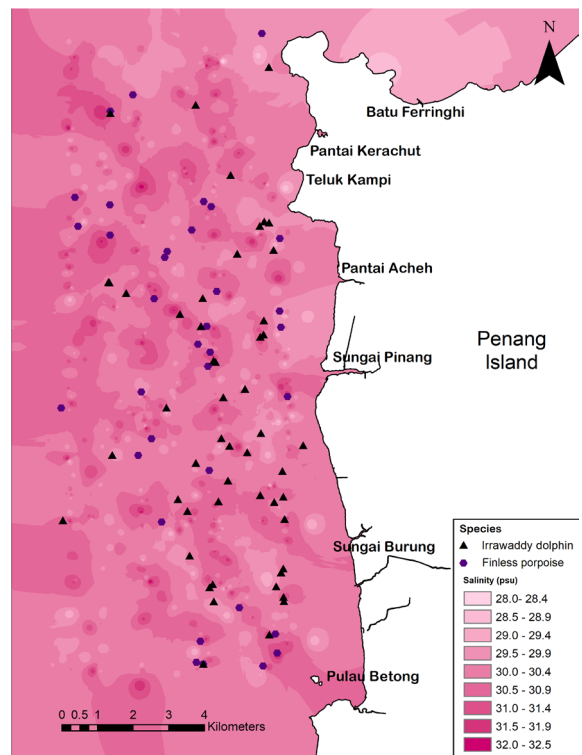 N
Batu Ferringhi
Pantai Kerachut
Teluk Kampi
Pantai Acheh
Sungai Pinang
Penang
Island
Sungai Burung
Pulau Betong
Species
Irrawaddy dolphin
Finless porpoise
Salinity (psu)
28.0 - 28.4
28.5 - 28.9
29.0 - 29.4
29.5 - 29.9
30.0 - 30.4
30.5 - 30.9
31.0 - 31.4
31.5 - 31.9
32.0 - 32.5
0 0.5 1 2 3 4
Kilometers